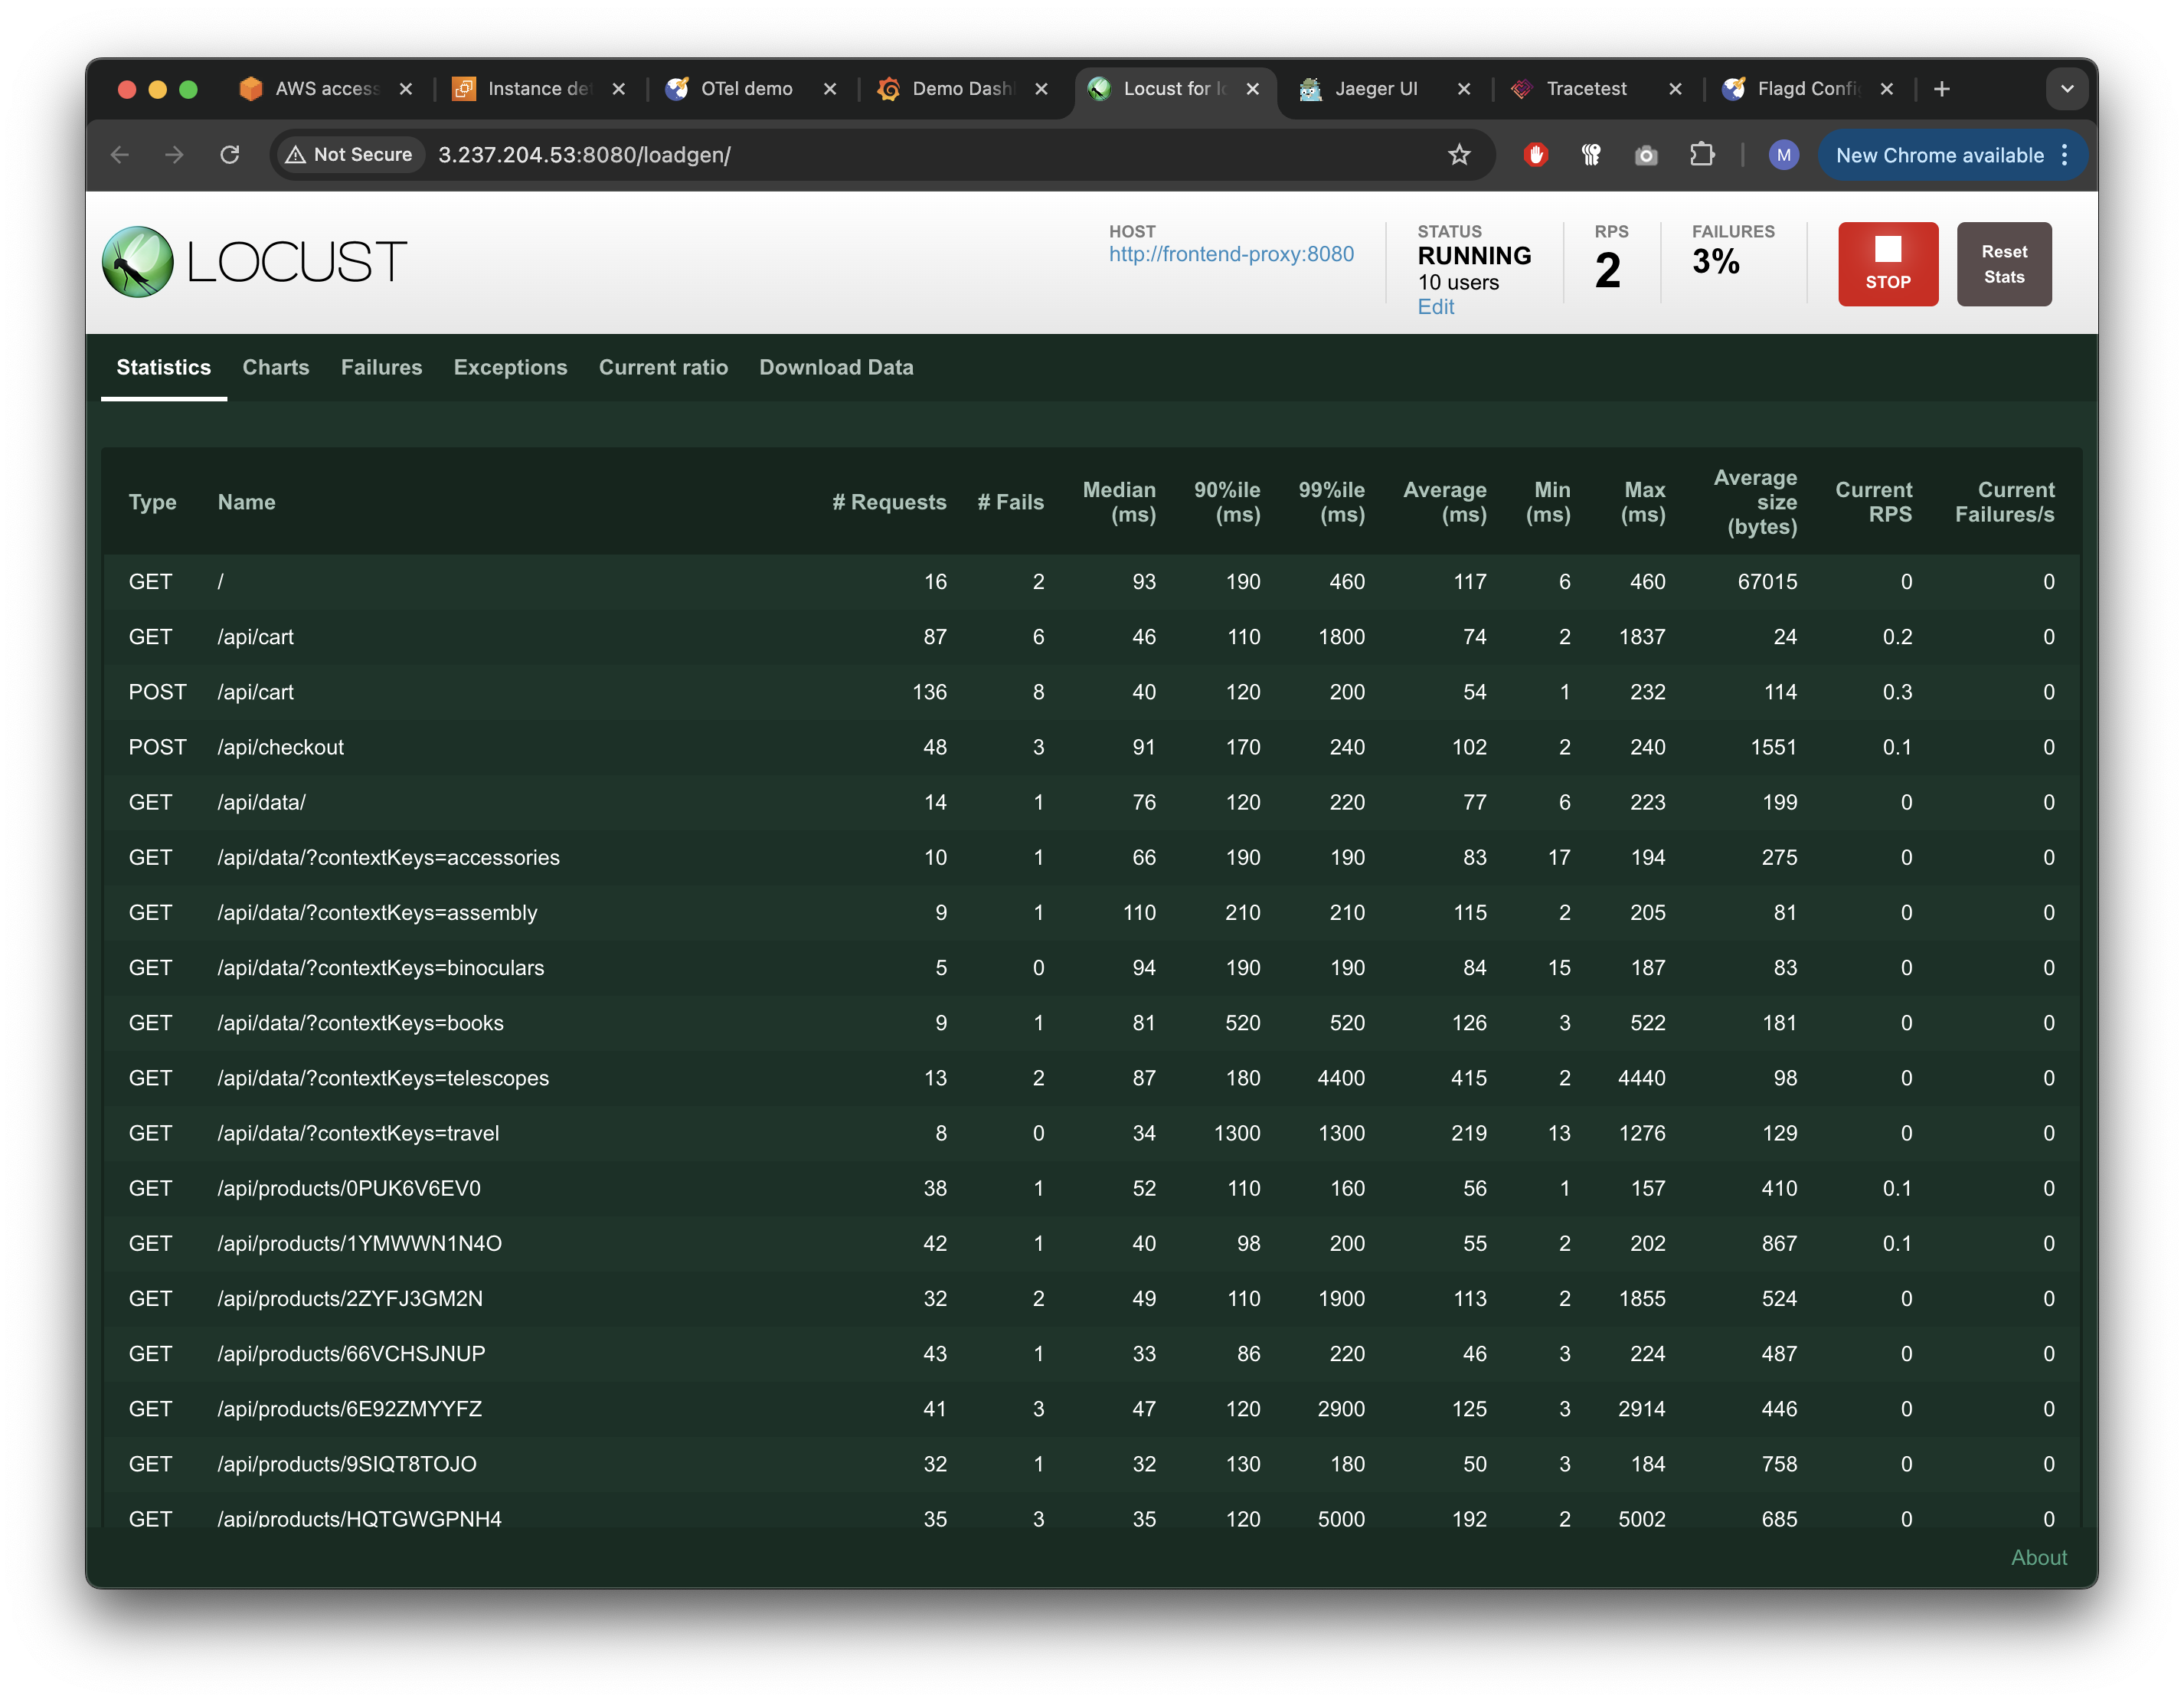 AWS access Instance det OTel demo Demo Dash Locust for lo Jaeger UI Tracetest Flagd Confi
Not Secure 3.237.204.53:8080/loadgen/ M New Chrome available
LOCUST
HOST
http://frontend-proxy:8080
STATUS
RUNNING
10 users
Edit
RPS
2
FAILURES
3%
STOP
Reset
Stats
Statistics Charts Failures Exceptions Current ratio Download Data
Type Name # Requests # Fails Median (ms) 90%ile (ms) 99%ile (ms) Average (ms) Min (ms) Max (ms) Average size (bytes) Current RPS Current Failures/s
GET / 16 2 93 190 460 117 6 460 67015 0 0
GET /api/cart 87 6 46 110 1800 74 2 1837 24 0.2 0
POST /api/cart 136 8 40 120 200 54 1 232 114 0.3 0
POST /api/checkout 48 3 91 170 240 102 2 240 1551 0.1 0
GET /api/data/ 14 1 76 120 220 77 6 223 199 0 0
GET /api/data/?contextKeys=accessories 10 1 66 190 190 83 17 194 275 0 0
GET /api/data/?contextKeys=assembly 9 1 110 210 210 115 2 205 81 0 0
GET /api/data/?contextKeys=binoculars 5 0 94 190 190 84 15 187 83 0 0
GET /api/data/?contextKeys=books 9 1 81 520 520 126 3 522 181 0 0
GET /api/data/?contextKeys=telescopes 13 2 87 180 4400 415 2 4440 98 0 0
GET /api/data/?contextKeys=travel 8 0 34 1300 1300 219 13 1276 129 0 0
GET /api/products/0PUK6V6EV0 38 1 52 110 160 56 1 157 410 0.1 0
GET /api/products/1YMWWN1N4O 42 1 40 98 200 55 2 202 867 0.1 0
GET /api/products/2ZYFJ3GM2N 32 2 49 110 1900 113 2 1855 524 0 0
GET /api/products/66VCHSJNUP 43 1 33 86 220 46 3 224 487 0 0
GET /api/products/6E92ZMYYFZ 41 3 47 120 2900 125 3 2914 446 0 0
GET /api/products/9SIQT8TOJO 32 1 32 130 180 50 3 184 758 0 0
GET /api/products/HQTGWGPNH4 35 3 35 120 5000 192 2 5002 685 0 0
About